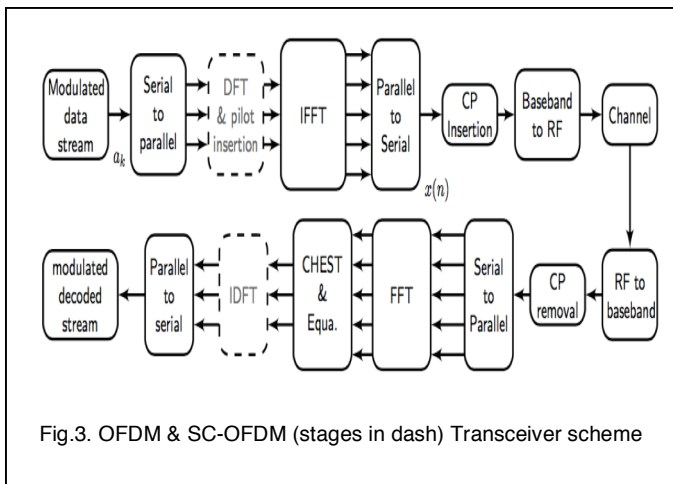 Modulated
data
stream
a_k
Serial
to
parallel
DFT
& pilot
insertion
IFFT
Parallel
to
Serial
x(n)
CP
Insertion
Baseband
to RF
Channel
modulated
decoded
stream
Parallel
to
serial
IDFT
CHEST
&
Equa.
FFT
Serial
to
Parallel
CP
removal
RF to
baseband
Fig.3. OFDM & SC-OFDM (stages in dash) Transceiver scheme